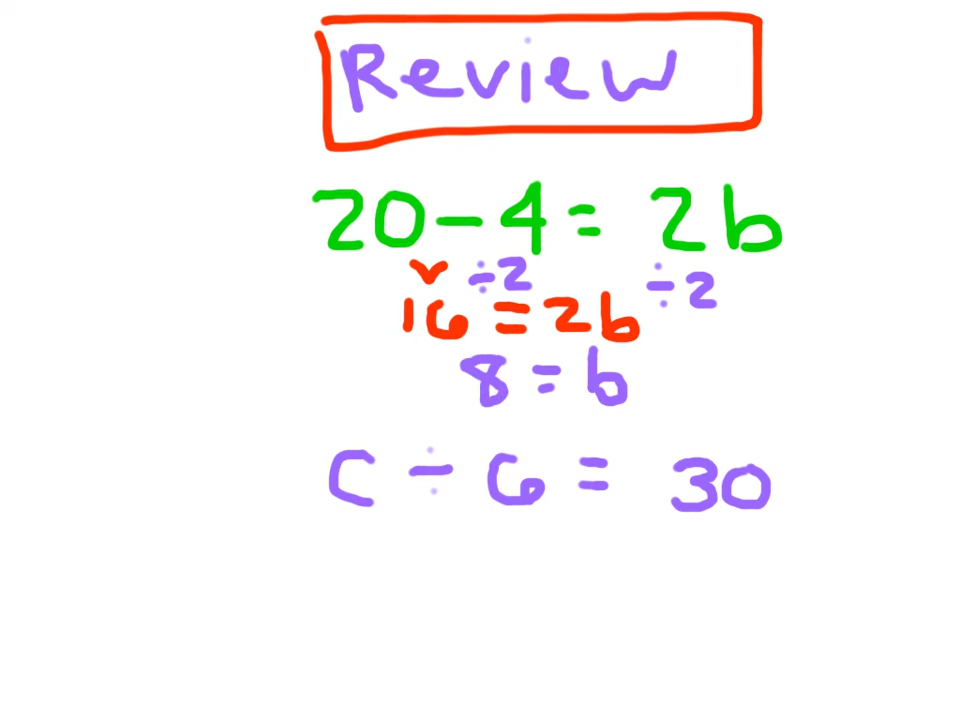 Review
20 - 4 = 2b
÷2 ÷2
16 = 2b
8 = b
C ÷ 6 = 30